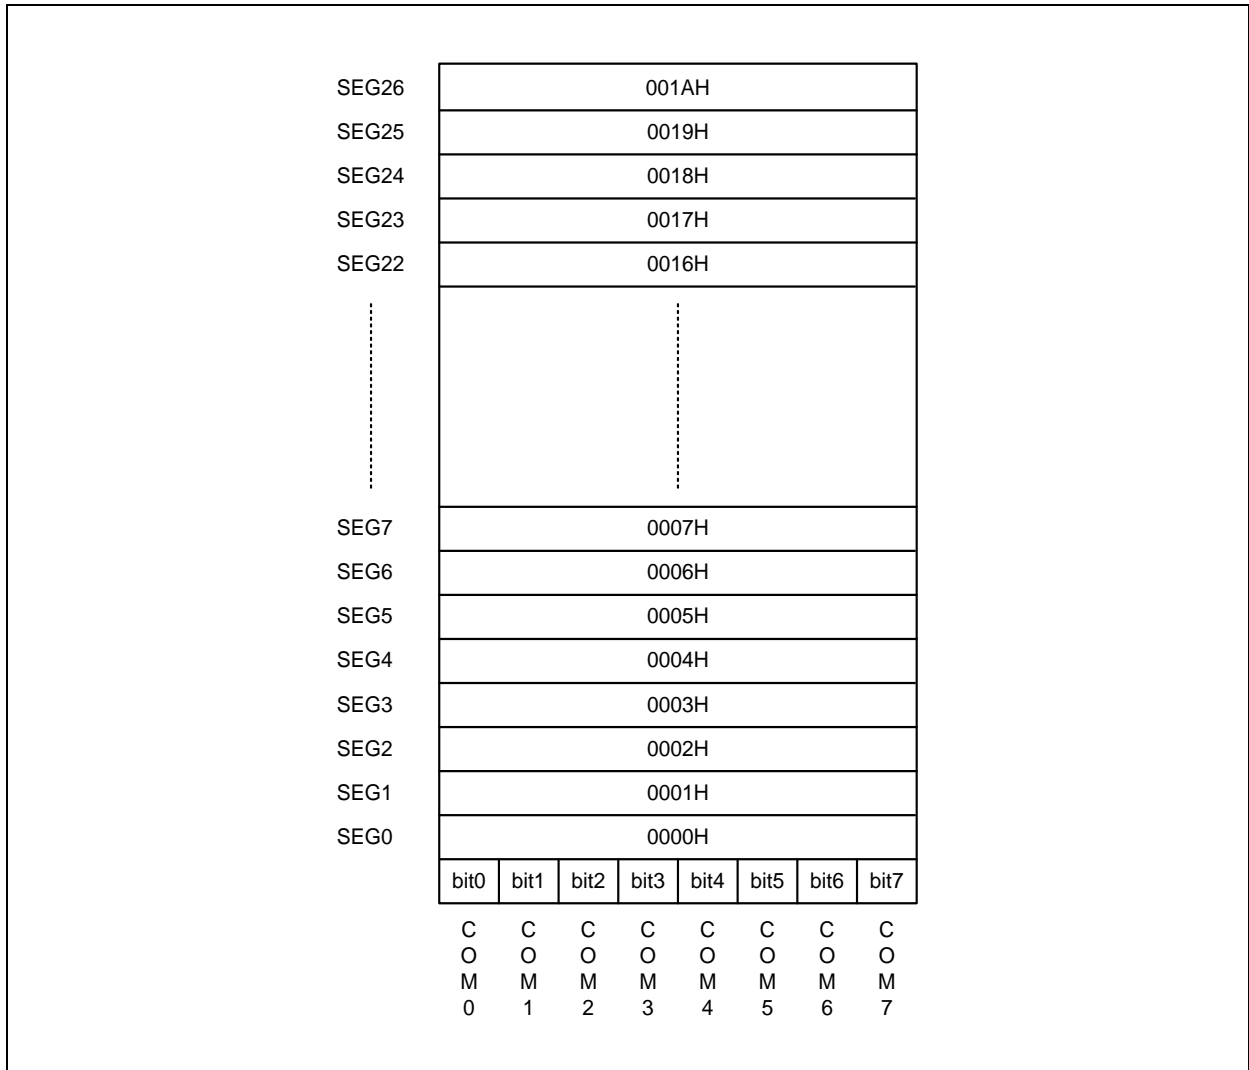 SEG26 001AH
SEG25 0019H
SEG24 0018H
SEG23 0017H
SEG22 0016H
SEG7 0007H
SEG6 0006H
SEG5 0005H
SEG4 0004H
SEG3 0003H
SEG2 0002H
SEG1 0001H
SEG0 0000H
bit0 bit1 bit2 bit3 bit4 bit5 bit6 bit7
C C C C C C C C
O O O O O O O O
M M M M M M M M
0 1 2 3 4 5 6 7